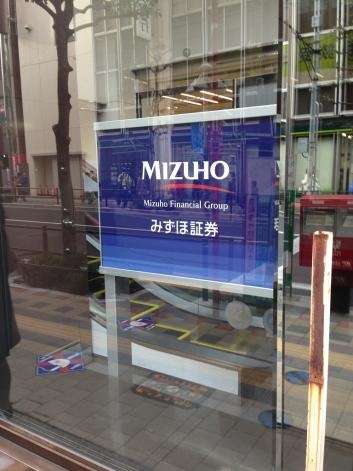 MIZUHO
Mizuho Financial Group
みずほ証券